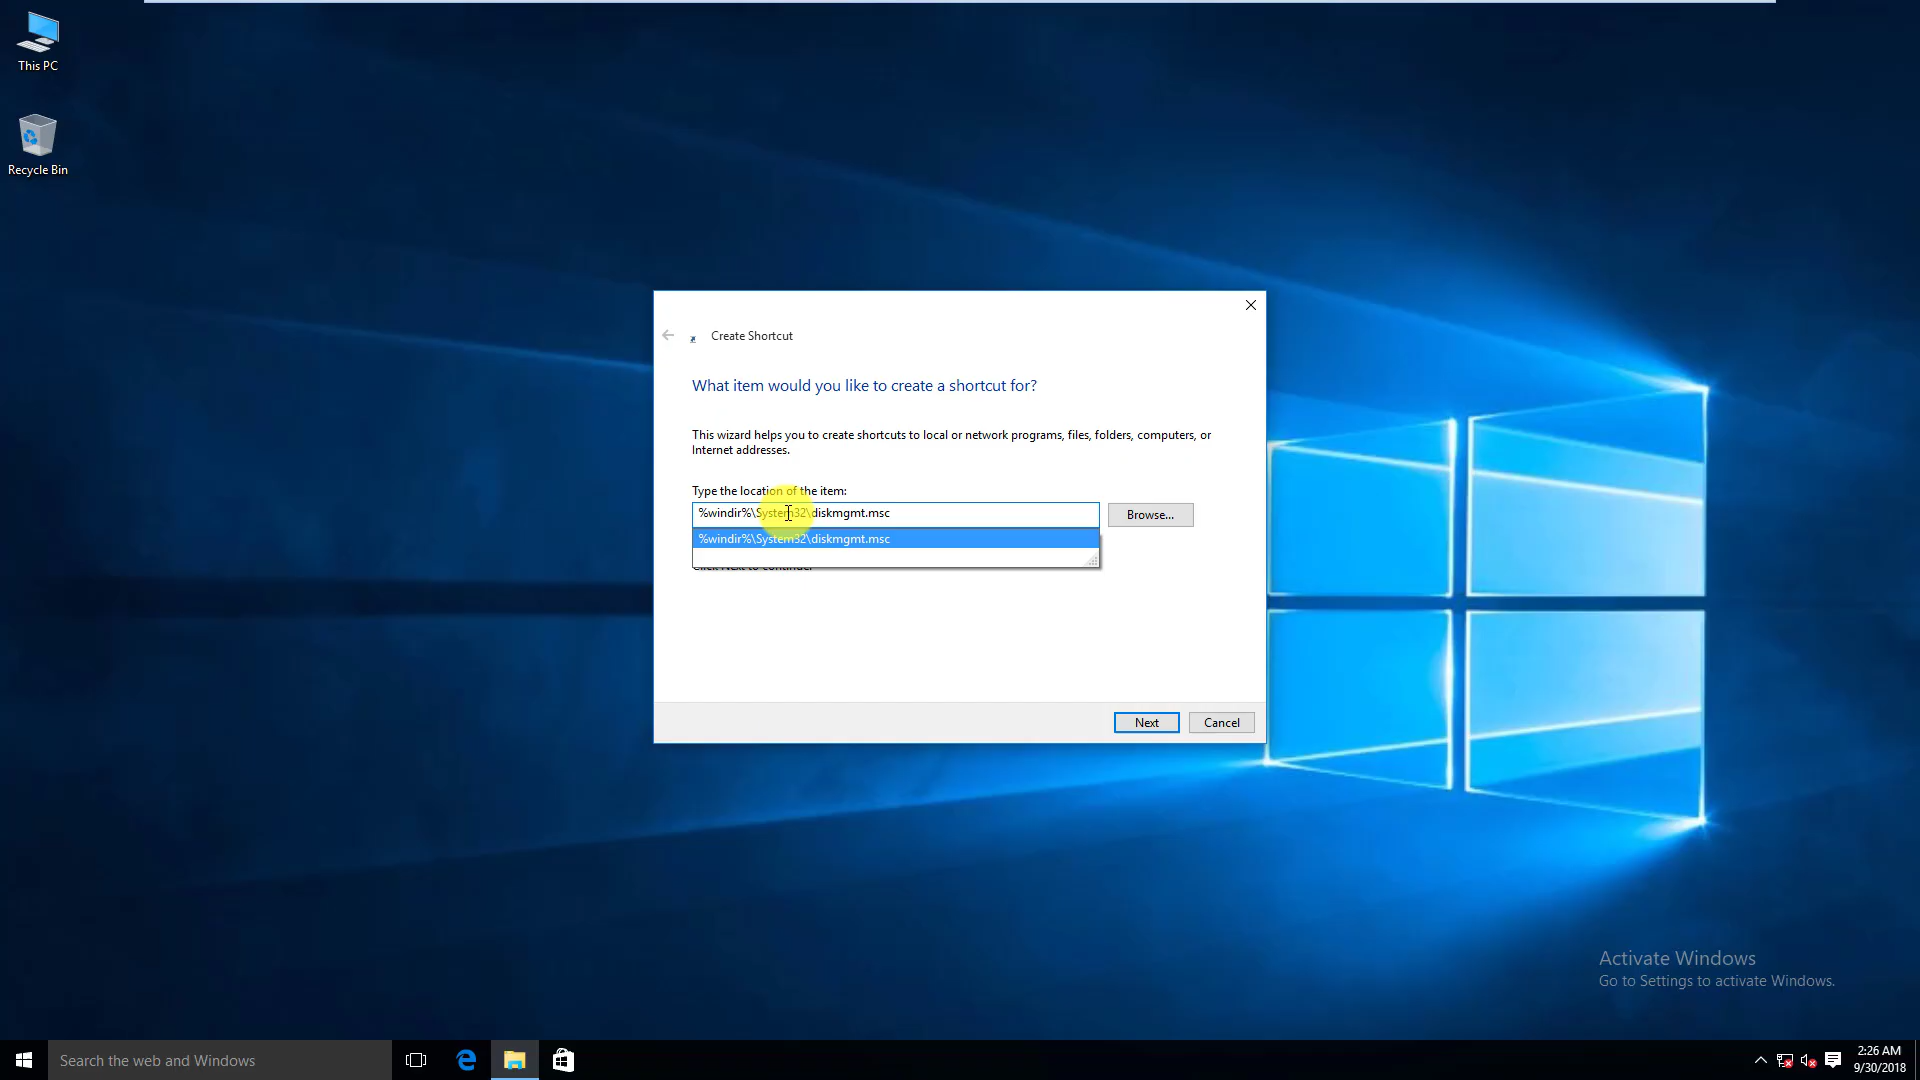 This PC
Recycle Bin
Create Shortcut
What item would you like to create a shortcut for?
This wizard helps you to create shortcuts to local or network programs, files, folders, computers, or
Internet addresses.
Type the location of the item:
%windir%\System32\diskmgmt.msc
Browse...
%windir%\System32\diskmgmt.msc
Click Next to continue.
Next
Cancel
Activate Windows
Go to Settings to activate Windows.
Search the web and Windows
2:26 AM
9/30/2018